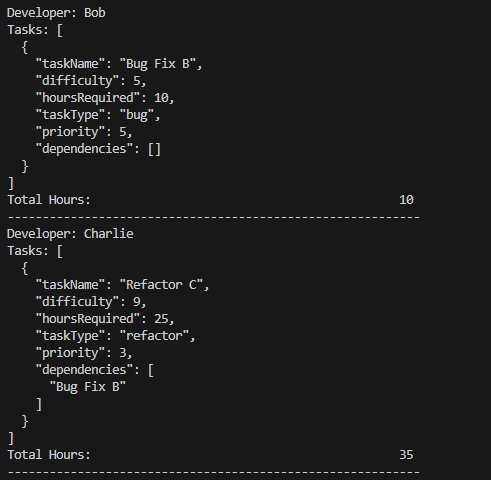 Developer: Bob
Tasks: [
  {
    "taskName": "Bug Fix B",
    "difficulty": 5,
    "hoursRequired": 10,
    "taskType": "bug",
    "priority": 5,
    "dependencies": []
  }
]
Total Hours:                                            10
-----------------------------------------------------------
Developer: Charlie
Tasks: [
  {
    "taskName": "Refactor C",
    "difficulty": 9,
    "hoursRequired": 25,
    "taskType": "refactor",
    "priority": 3,
    "dependencies": [
      "Bug Fix B"
    ]
  }
]
Total Hours:                                            35
-----------------------------------------------------------